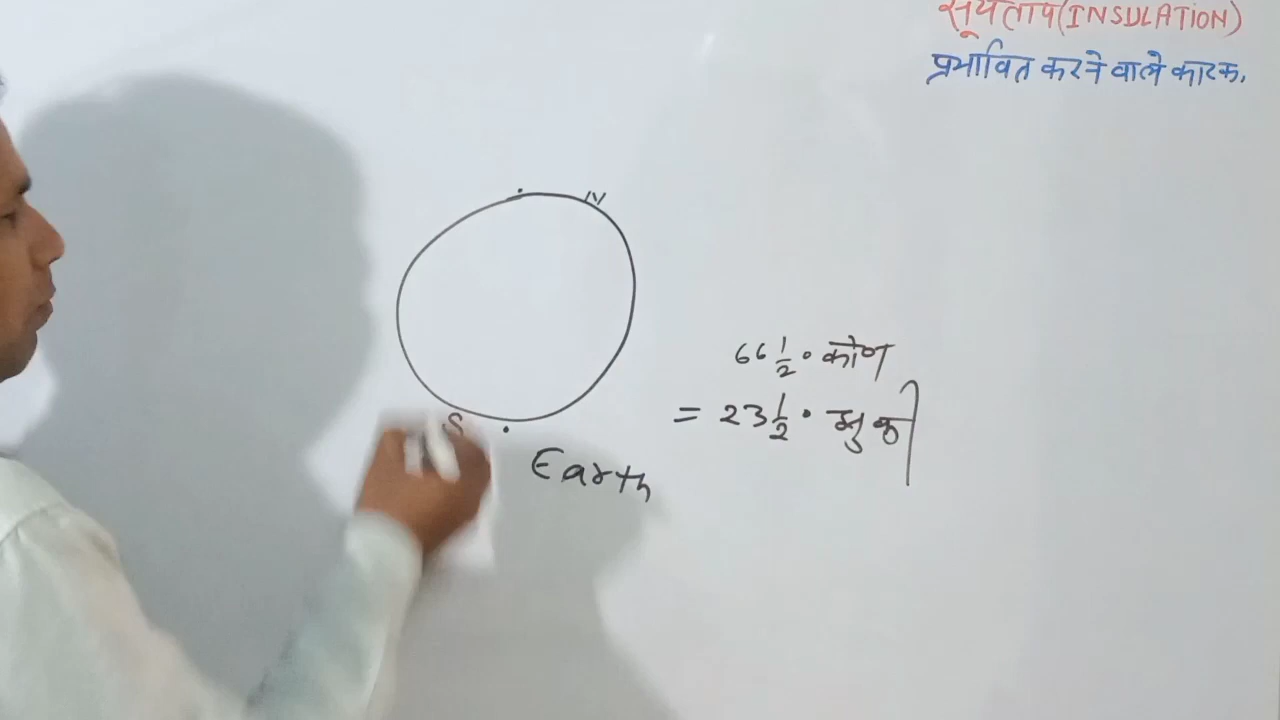 सूर्यताप(INSULATION)
प्रभावित करने वाले कारक,
N
66 1/2° कोण
= 23 1/2° झुकी
S
Earth